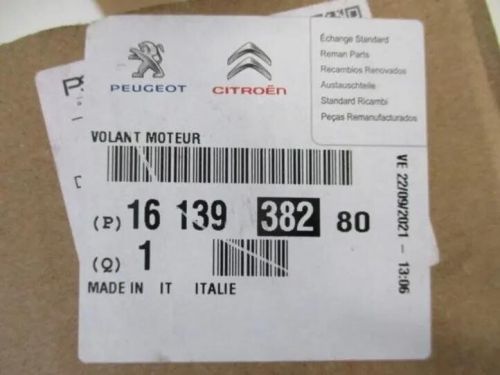 PEUGEOT
CITROËN
Échange Standard
Reman Parts
Recambios Renovados
Austauschteile
Standard Ricambi
Peças Remanufacturados
VOLANT MOTEUR
(P) 16 139 382 80
(Q) 1
MADE IN IT ITALIE
VE 22/09/2021 - 13:06